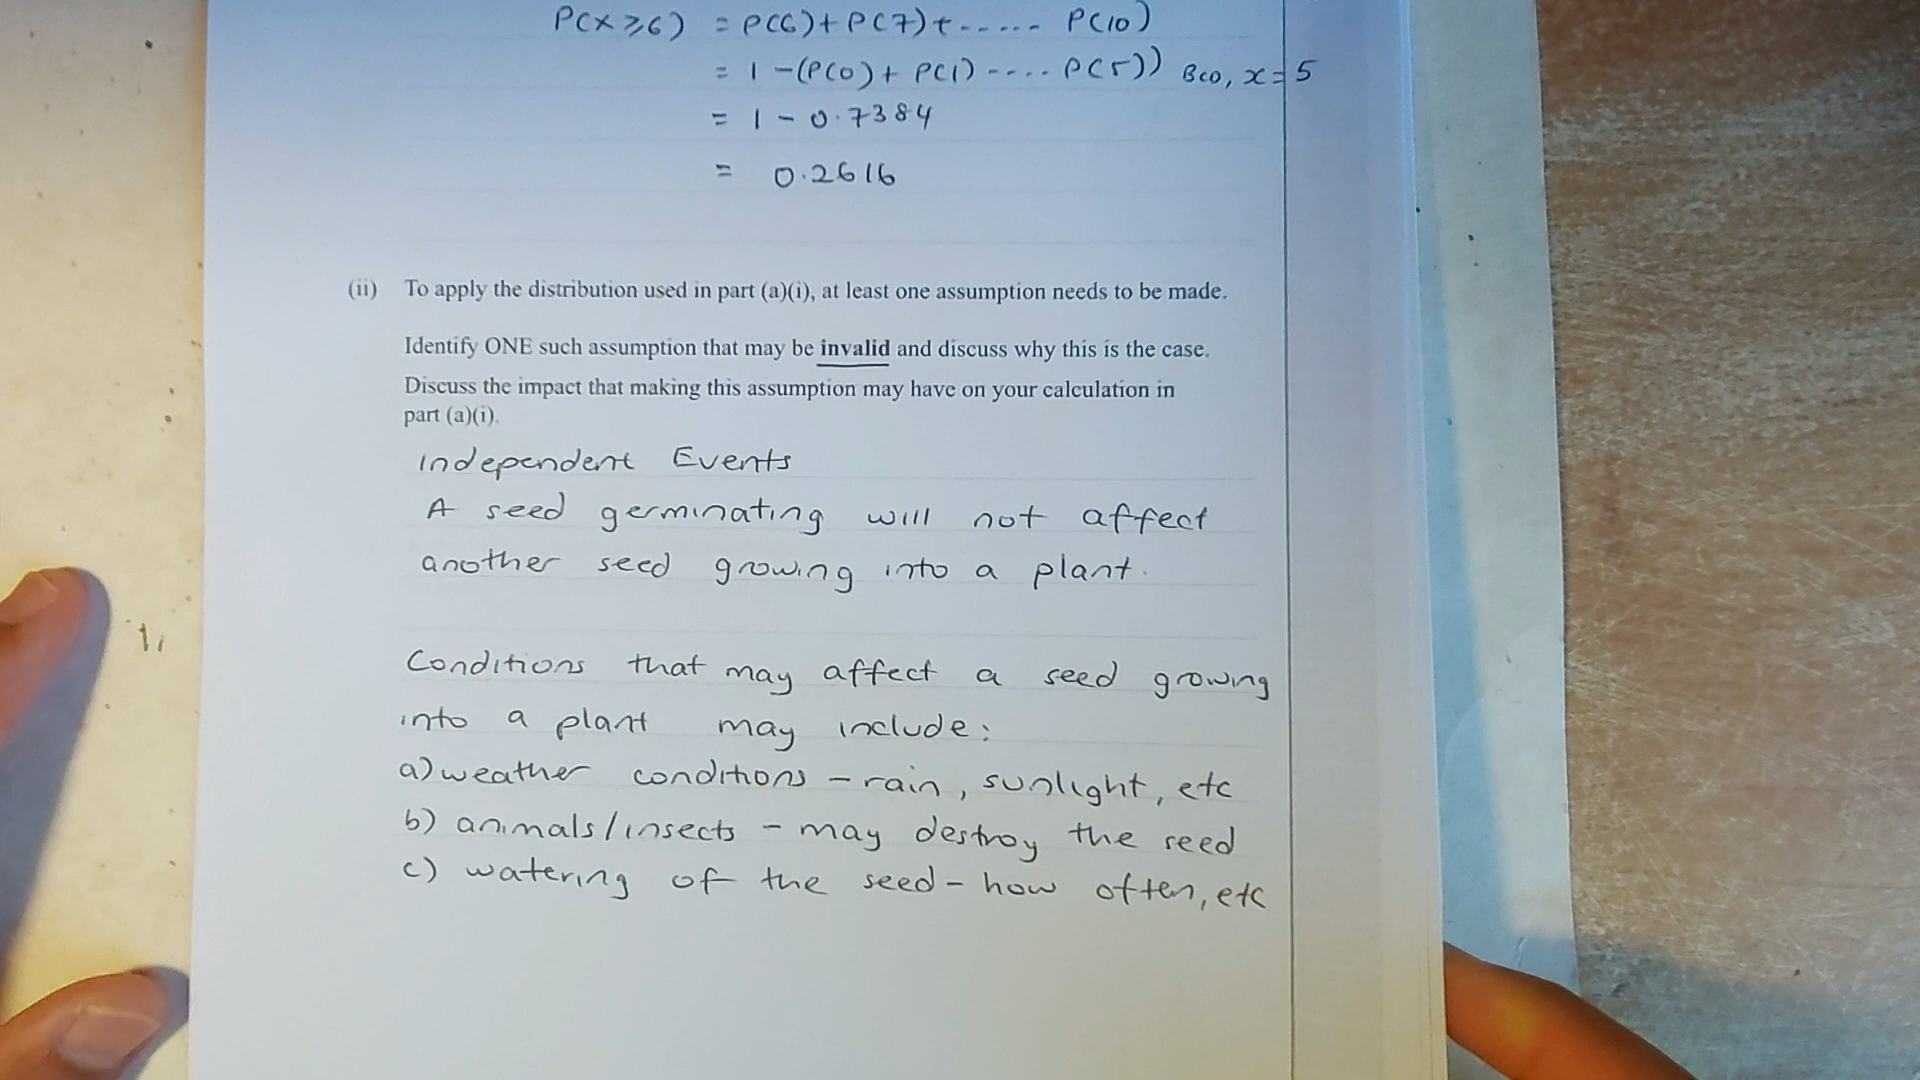 P(X ≥ 6) = P(6) + P(7) + ------ P(10)
= 1 - (P(0) + P(1) ---- P(5)) BCD, x = 5
= 1 - 0.7384
= 0.2616
(ii) To apply the distribution used in part (a)(i), at least one assumption needs to be made.
Identify ONE such assumption that may be invalid and discuss why this is the case.
Discuss the impact that making this assumption may have on your calculation in
part (a)(i).
Independent Events
A seed germinating will not affect
another seed growing into a plant.
Conditions that may affect a seed growing
into a plant may include:
a) weather conditions - rain, sunlight, etc
b) animals/insects - may destroy the seed
c) watering of the seed - how often, etc